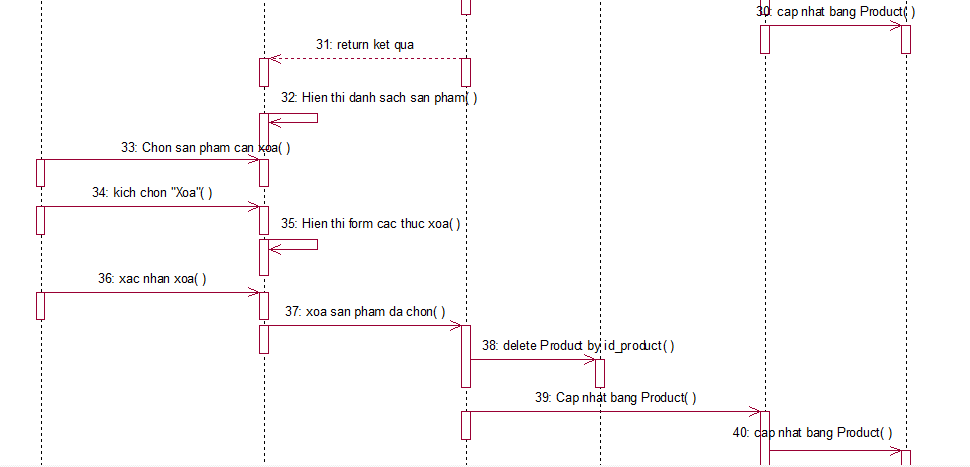 30: cap nhat bang Product( )
31: return ket qua
32: Hien thi danh sach san pham( )
33: Chon san pham can xoa( )
34: kich chon "Xoa"( )
35: Hien thi form cac thuc xoa( )
36: xac nhan xoa( )
37: xoa san pham da chon( )
38: delete Product by id_product( )
39: Cap nhat bang Product( )
40: cap nhat bang Product( )